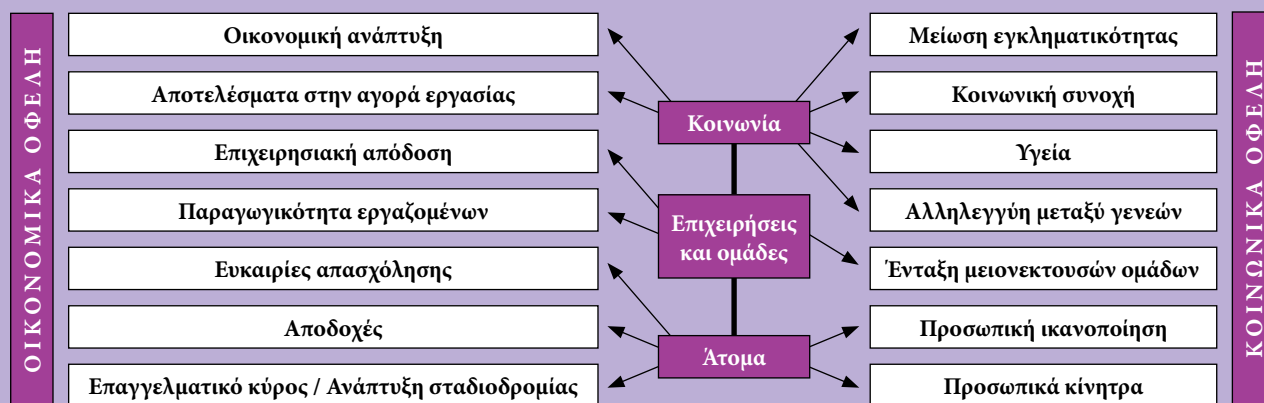 ΟΙΚΟΝΟΜΙΚΑ ΟΦΕΛΗ
Οικονομική ανάπτυξη
Αποτελέσματα στην αγορά εργασίας
Επιχειρησιακή απόδοση
Παραγωγικότητα εργαζομένων
Ευκαιρίες απασχόλησης
Αποδοχές
Επαγγελματικό κύρος / Ανάπτυξη σταδιοδρομίας
Κοινωνία
Επιχειρήσεις
και ομάδες
Άτομα
Μείωση εγκληματικότητας
Κοινωνική συνοχή
Υγεία
Αλληλεγγύη μεταξύ γενεών
Ένταξη μειονεκτουσών ομάδων
Προσωπική ικανοποίηση
Προσωπικά κίνητρα
ΚΟΙΝΩΝΙΚΑ ΟΦΕΛΗ